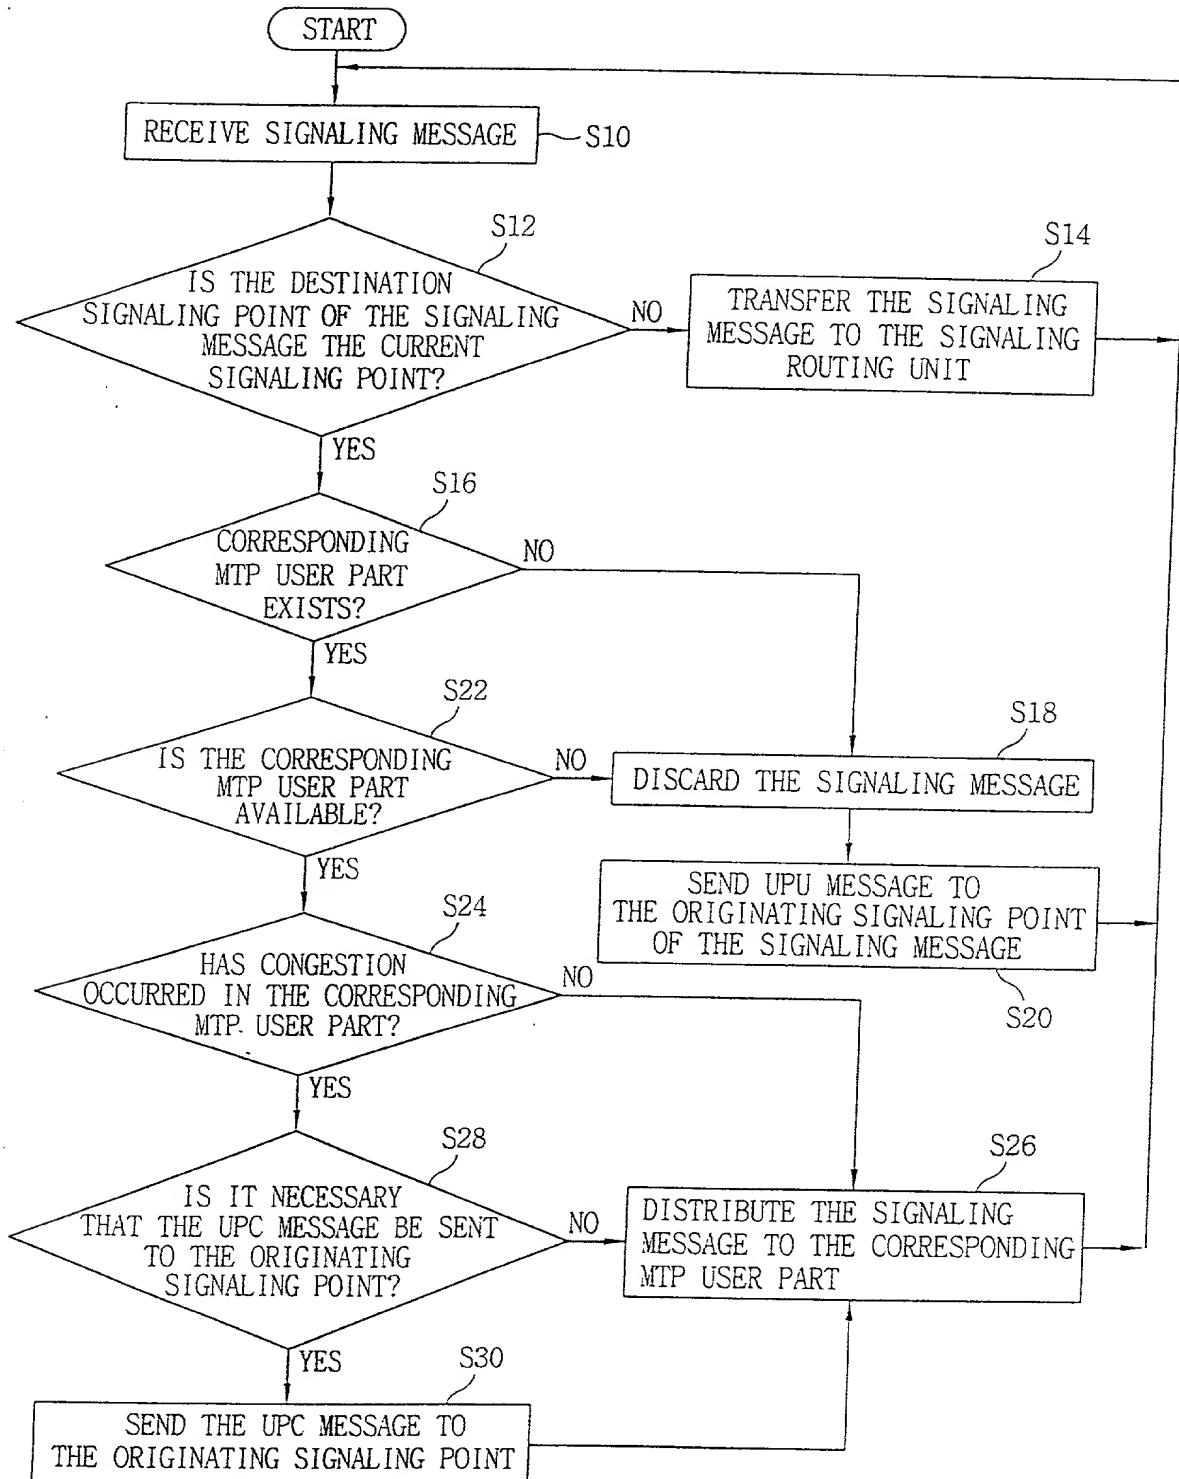 START
RECEIVE SIGNALING MESSAGE
S10
S12
IS THE DESTINATION
SIGNALING POINT OF THE SIGNALING
MESSAGE THE CURRENT
SIGNALING POINT?
NO
S14
TRANSFER THE SIGNALING
MESSAGE TO THE SIGNALING
ROUTING UNIT
YES
S16
CORRESPONDING
MTP USER PART
EXISTS?
NO
YES
S22
IS THE CORRESPONDING
MTP USER PART
AVAILABLE?
NO
S18
DISCARD THE SIGNALING MESSAGE
YES
SEND UPU MESSAGE TO
THE ORIGINATING SIGNALING POINT
OF THE SIGNALING MESSAGE
S20
S24
HAS CONGESTION
OCCURRED IN THE CORRESPONDING
MTP USER PART?
NO
YES
S28
IS IT NECESSARY
THAT THE UPC MESSAGE BE SENT
TO THE ORIGINATING
SIGNALING POINT?
NO
S26
DISTRIBUTE THE SIGNALING
MESSAGE TO THE CORRESPONDING
MTP USER PART
YES
S30
SEND THE UPC MESSAGE TO
THE ORIGINATING SIGNALING POINT